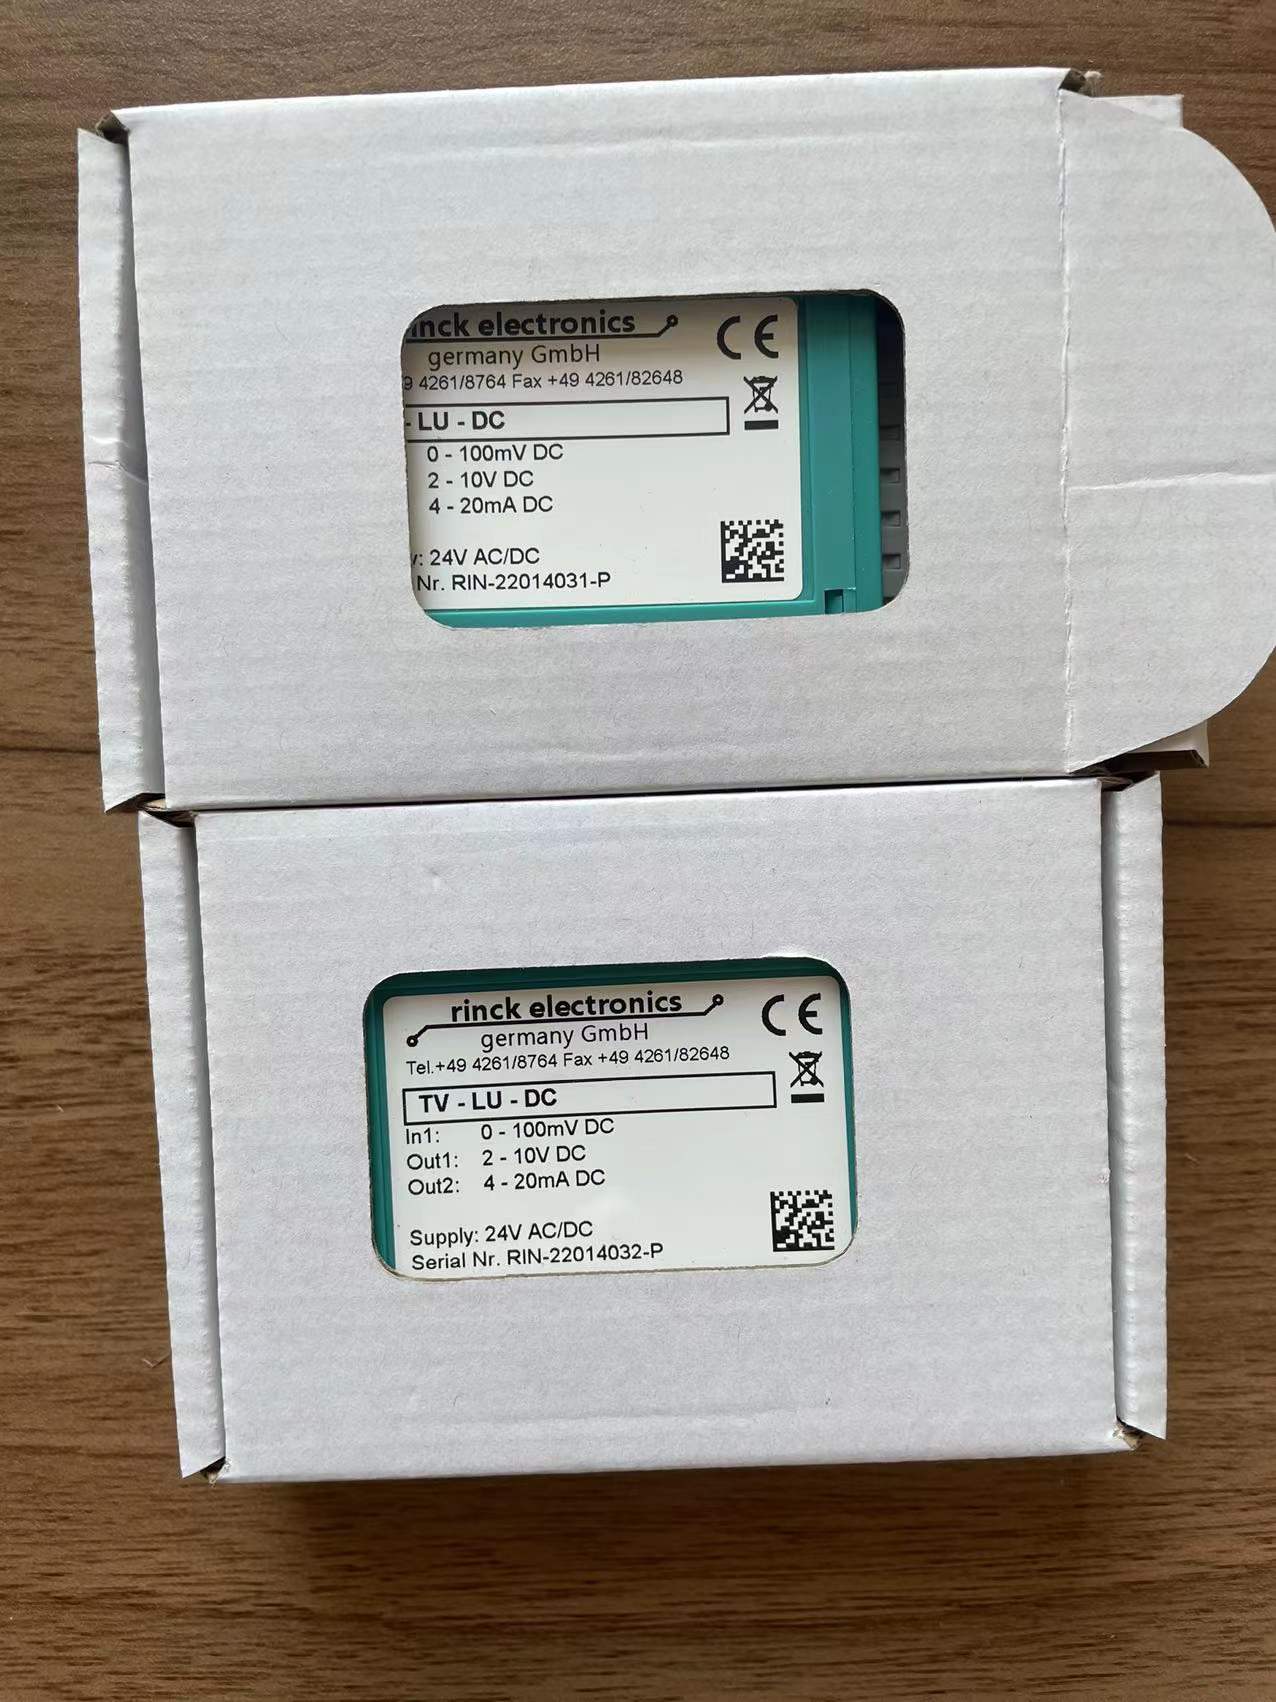 rinck electronics
germany GmbH
4261/8764 Fax +49 4261/82648
- LU - DC
0 - 100mV DC
2 - 10V DC
4 - 20mA DC
24V AC/DC
Nr. RIN-22014031-P
CE
rinck electronics
germany GmbH
Tel.+49 4261/8764 Fax +49 4261/82648
TV - LU - DC
In1: 0 - 100mV DC
Out1: 2 - 10V DC
Out2: 4 - 20mA DC
Supply: 24V AC/DC
Serial Nr. RIN-22014032-P
CE